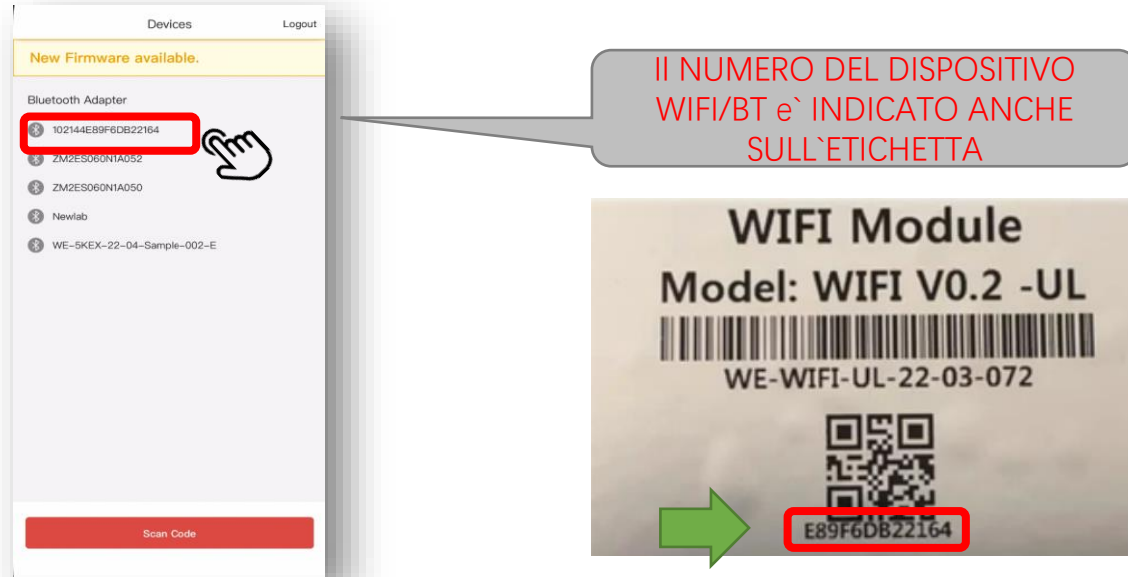 Devices
Logout
New Firmware available.
Bluetooth Adapter
102144E89F6DB22164
ZM2ES060N1A052
ZM2ES060N1A050
Newlab
WE-5KEX-22-04-Sample-002-E
Scan Code
Il NUMERO DEL DISPOSITIVO
WIFI/BT e` INDICATO ANCHE
SULL`ETICHETTA
WIFI Module
Model: WIFI V0.2 -UL
WE-WIFI-UL-22-03-072
E89F6DB22164